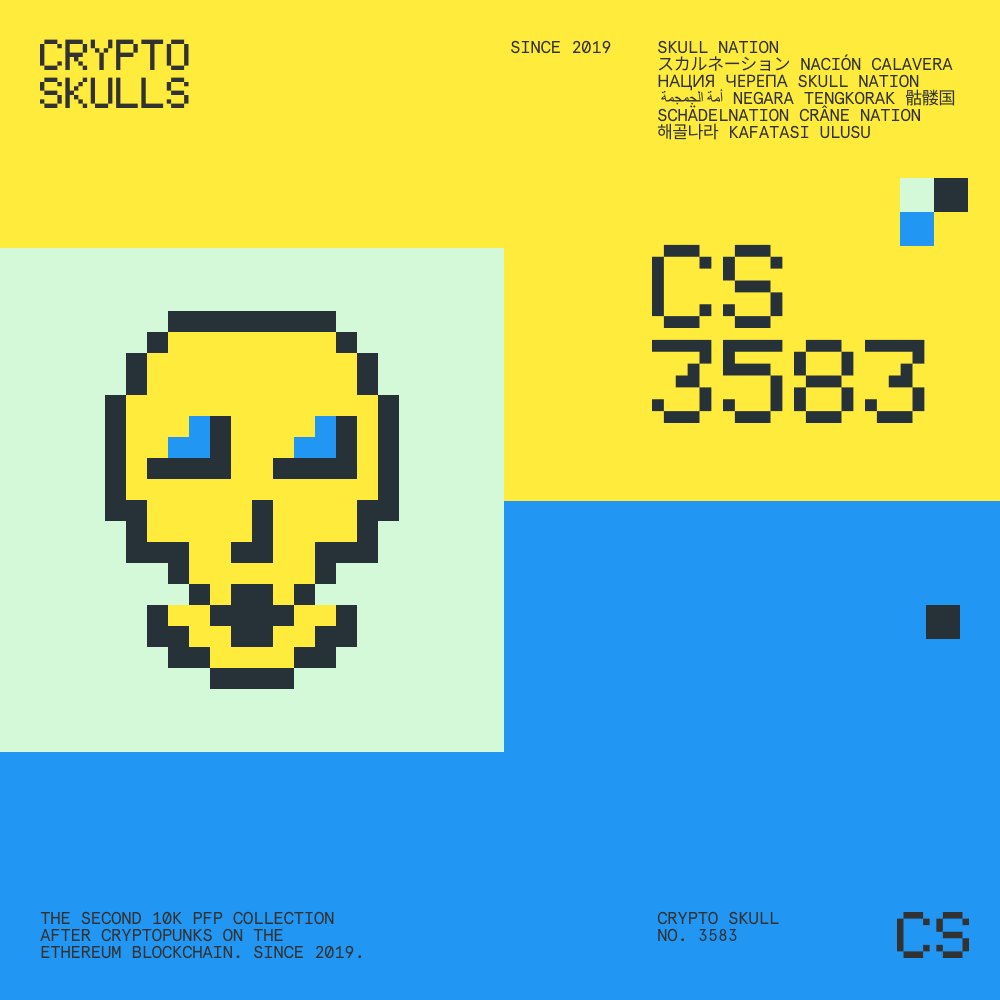 CRYPTO
SKULLS
SINCE 2019
SKULL NATION
スカルネーション NACIÓN CALAVERA
НАЦИЯ ЧЕРЕПА SKULL NATION
أمة الجمجمة NEGARA TENGKORAK 骷髅国
SCHÄDELNATION CRÂNE NATION
해골나라 KAFATASI ULUSU
CS
3583
THE SECOND 10K PFP COLLECTION
AFTER CRYPTOPUNKS ON THE
ETHEREUM BLOCKCHAIN. SINCE 2019.
CRYPTO SKULL
NO. 3583
CS